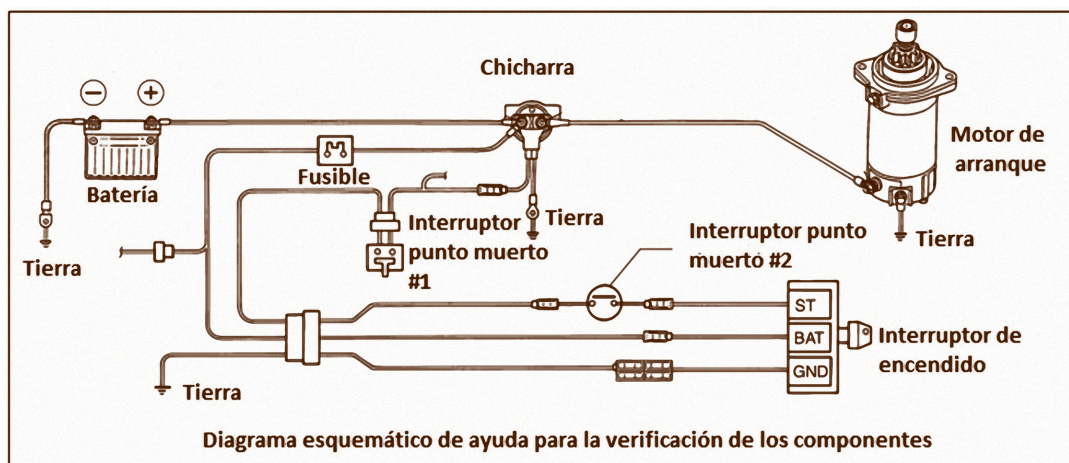 Chicharra
− +
Batería
Fusible
Motor de
arranque
Tierra
Interruptor
punto muerto
#1
Tierra
Interruptor punto
muerto #2
Tierra
Tierra
ST
BAT
GND
Interruptor de
encendido
Diagrama esquemático de ayuda para la verificación de los componentes